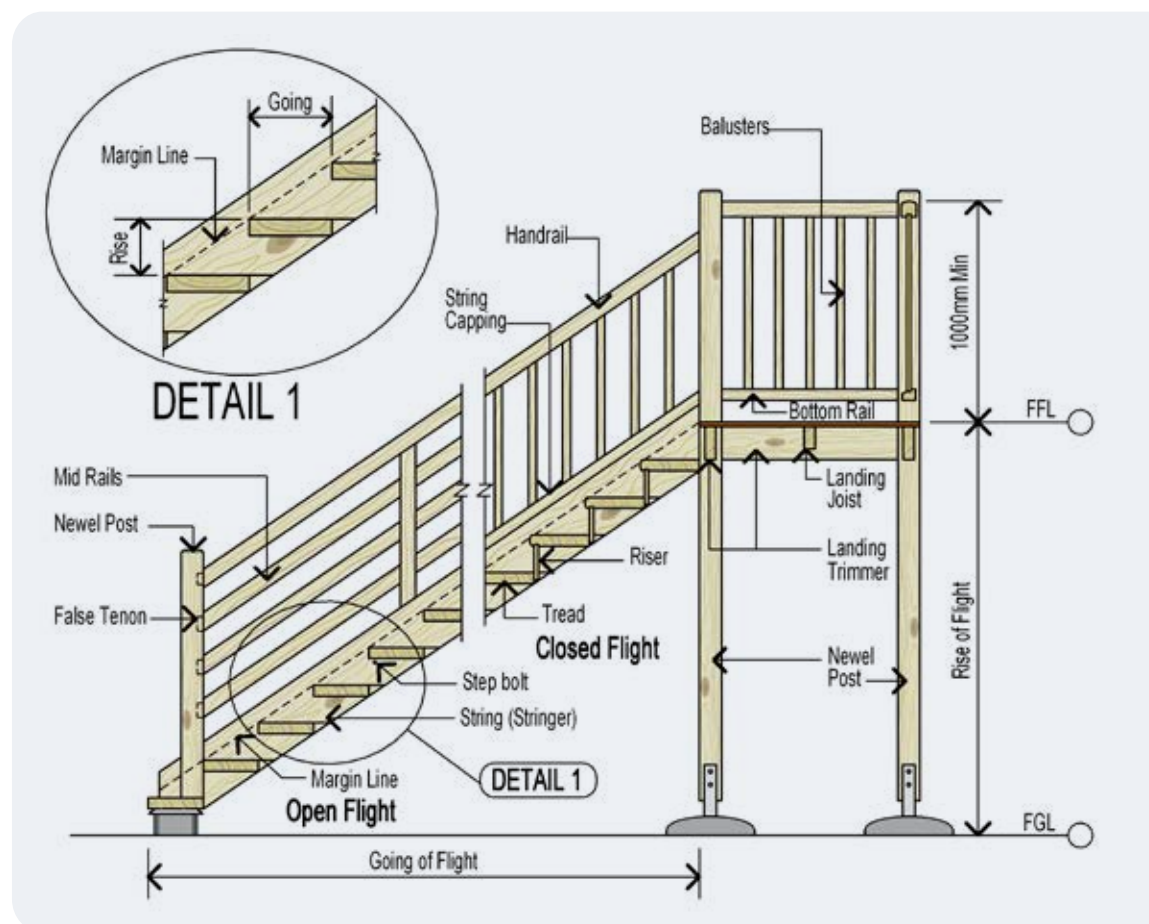 Going
Margin Line
Rise
DETAIL 1
Balusters
Handrail
String
Capping
1000mm Min
Bottom Rail
FFL
Mid Rails
Newel Post
False Tenon
Landing
Joist
Landing
Trimmer
Riser
Tread
Closed Flight
Step bolt
String (Stringer)
Newel
Post
Rise of Flight
Margin Line
Open Flight
DETAIL 1
FGL
Going of Flight